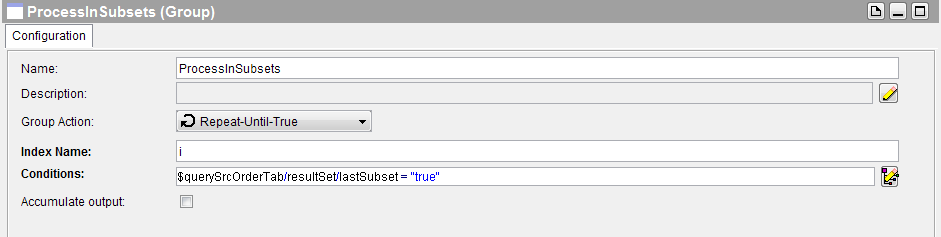 ProcessInSubsets (Group)
Configuration
Name: ProcessInSubsets
Description:
Group Action: Repeat-Until-True
Index Name: i
Conditions: $querySrcOrderTab/resultSet/lastSubset = "true"
Accumulate output: